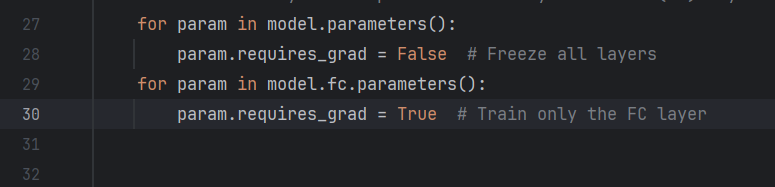 27 for param in model.parameters():
28 param.requires_grad = False  # Freeze all layers
29 for param in model.fc.parameters():
30 param.requires_grad = True  # Train only the FC layer
31
32